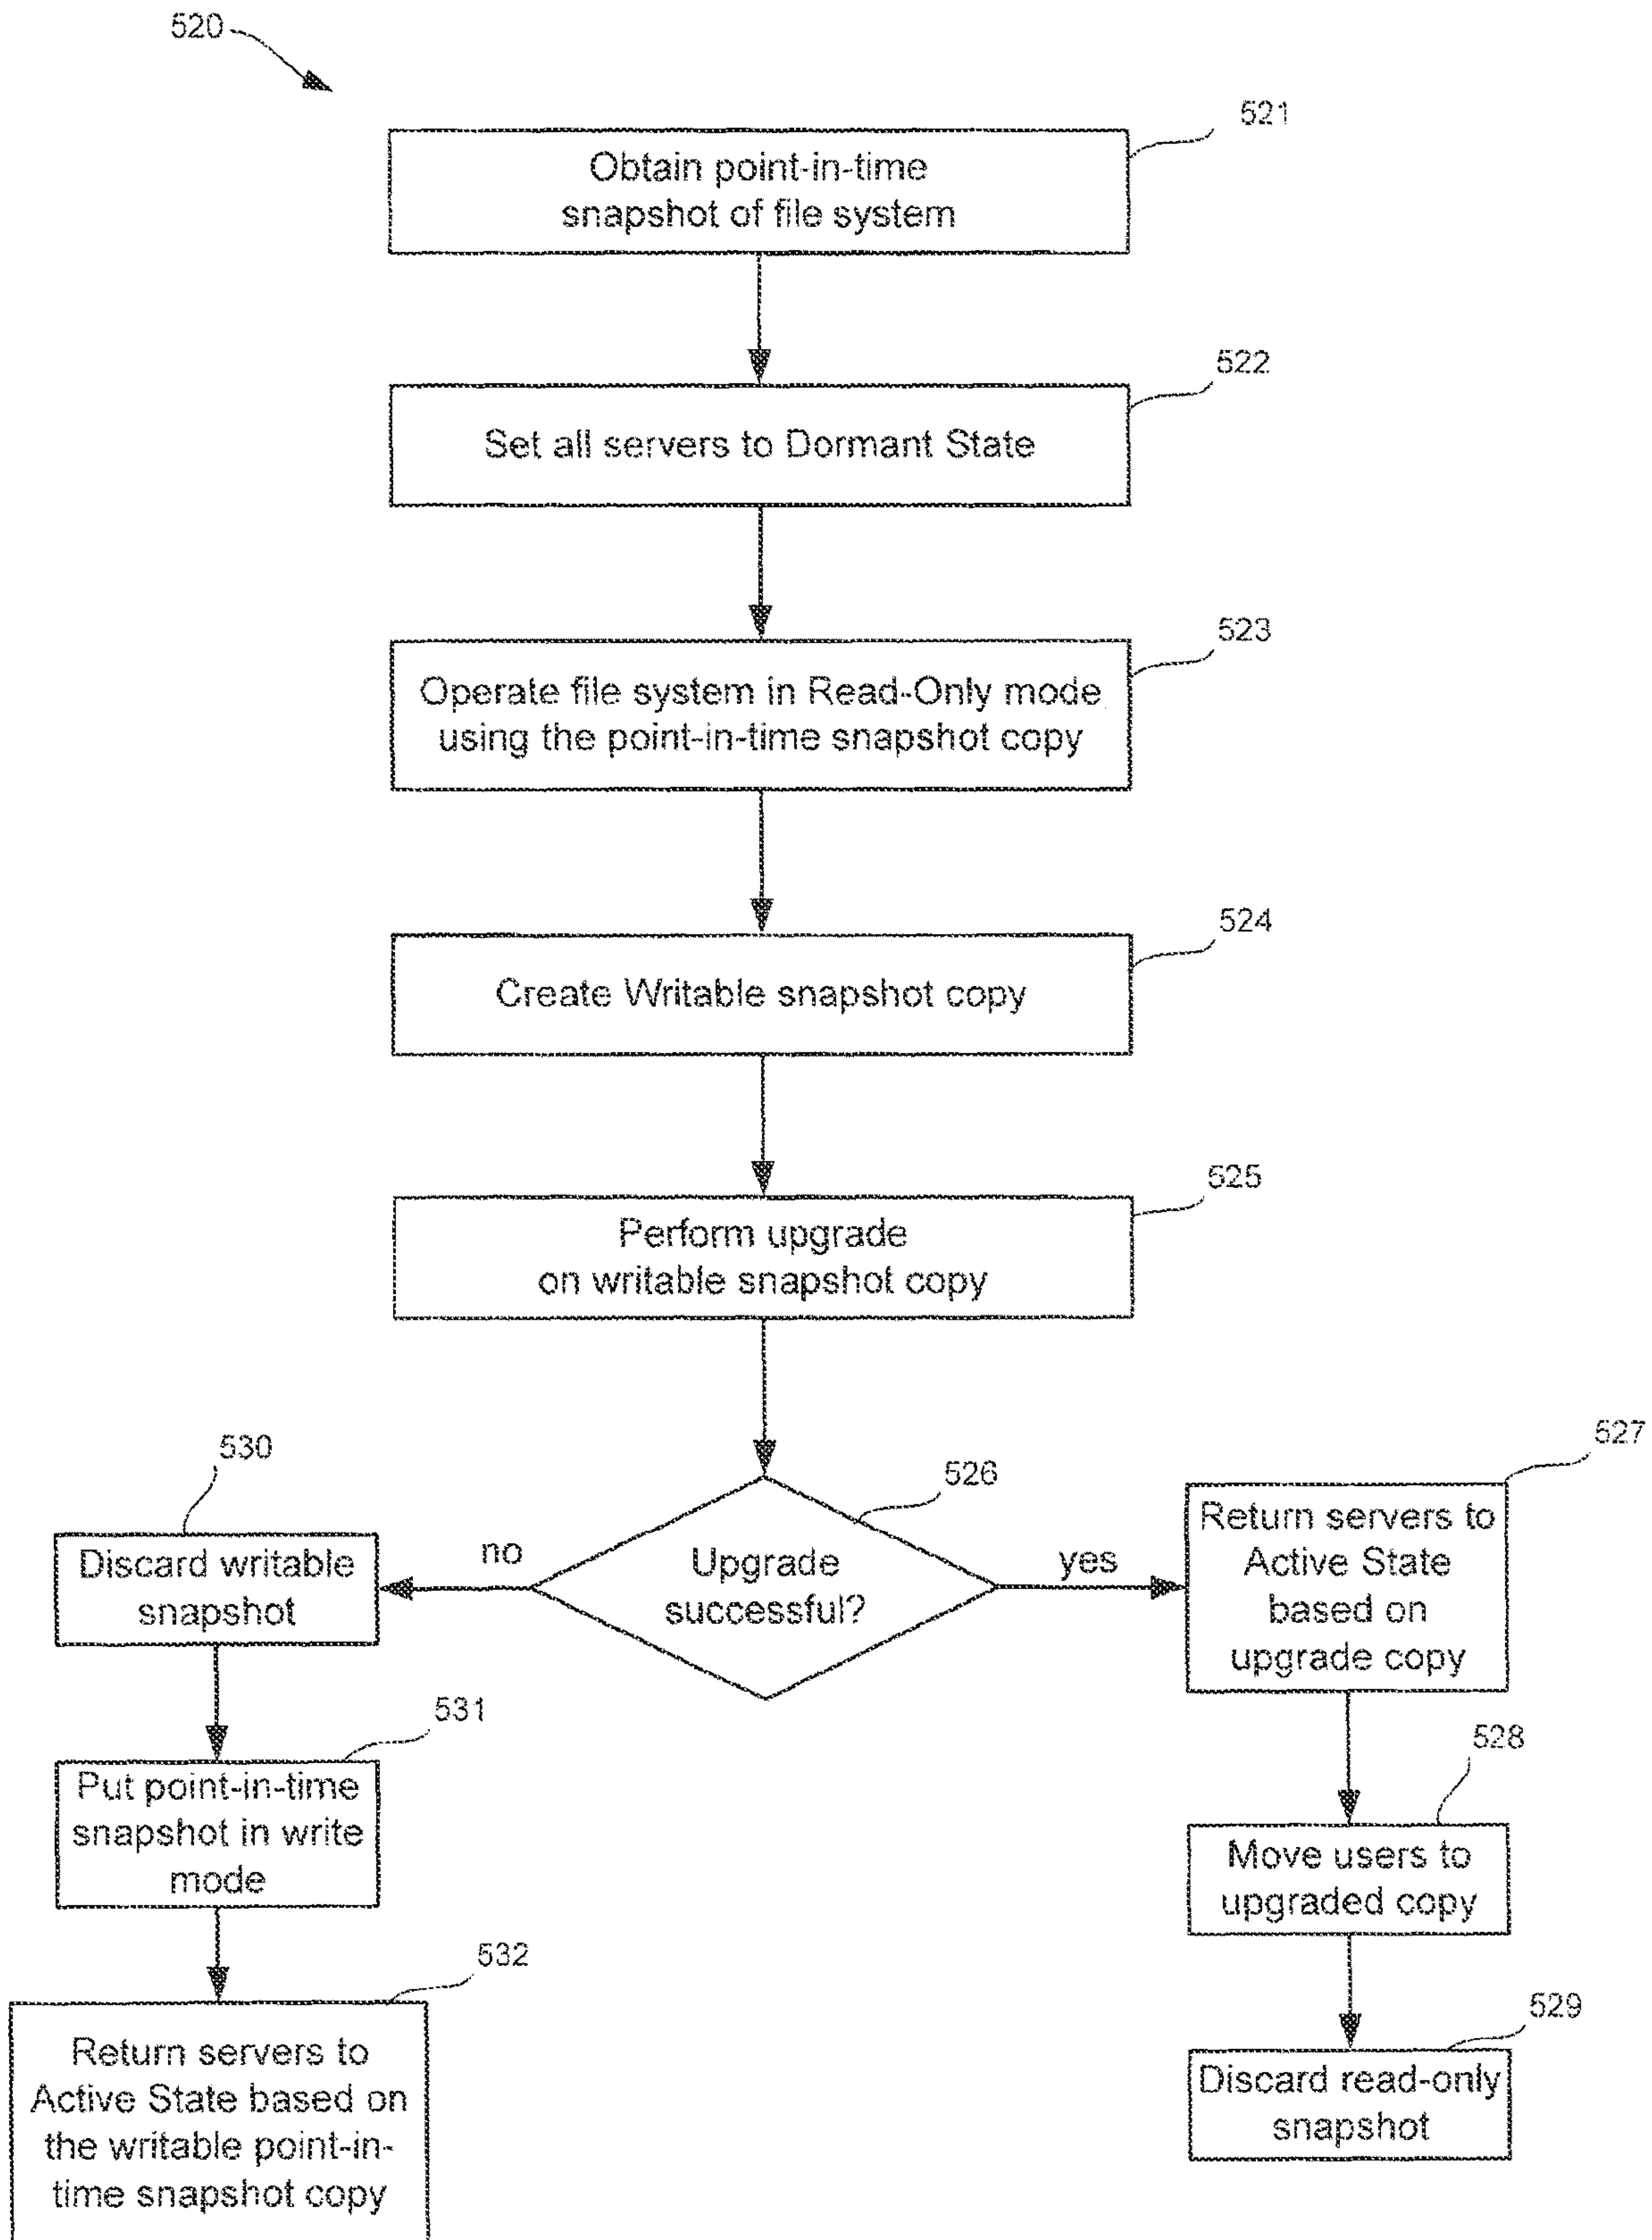 520
521
Obtain point-in-time
snapshot of file system
522
Set all servers to Dormant State
523
Operate file system in Read-Only mode
using the point-in-time snapshot copy
524
Create Writable snapshot copy
525
Perform upgrade
on writable snapshot copy
526
Upgrade
successful?
no
yes
530
Discard writable
snapshot
531
Put point-in-time
snapshot in write
mode
532
Return servers to
Active State based on
the writable point-in-
time snapshot copy
527
Return servers to
Active State
based on
upgrade copy
528
Move users to
upgraded copy
529
Discard read-only
snapshot